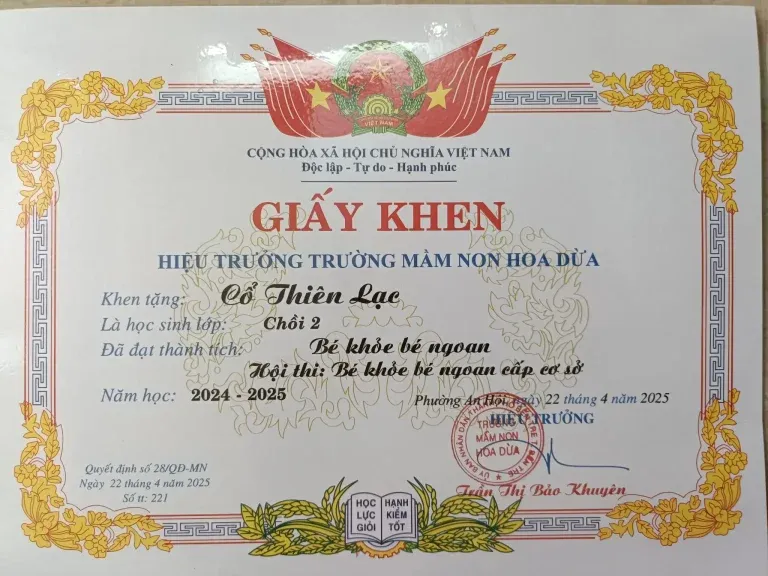 VIỆT NAM
CỘNG HÒA XÃ HỘI CHỦ NGHĨA VIỆT NAM
Độc lập - Tự do - Hạnh phúc
GIẤY KHEN
HIỆU TRƯỞNG TRƯỜNG MẦM NON HOA DỪA
Khen tặng: Cổ Thiên Lạc
Là học sinh lớp: Chồi 2
Đã đạt thành tích: Bé khỏe bé ngoan
Hội thi: Bé khỏe bé ngoan cấp cơ sở
Năm học: 2024 - 2025
Phường An Hội, ngày 22 tháng 4 năm 2025
HIỆU TRƯỞNG
TRƯỜNG
MẦM NON
HOA DỪA
Trần Thị Bảo Khuyên
Quyết định số 28/QĐ-MN
Ngày 22 tháng 4 năm 2025
Số tt: 221
HỌC LỰC GIỎI
HẠNH KIỂM TỐT